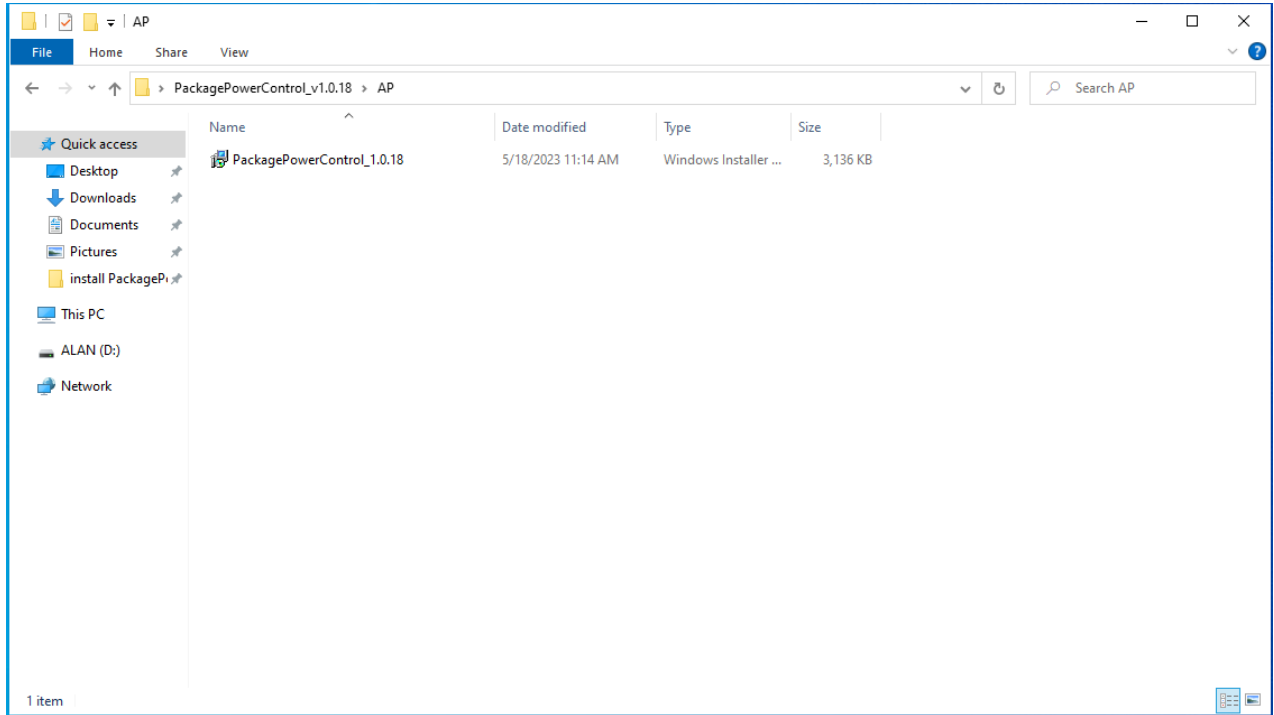 AP
File Home Share View
PackagePowerControl_v1.0.18 > AP
Search AP
Name Date modified Type Size
PackagePowerControl_1.0.18 5/18/2023 11:14 AM Windows Installer ... 3,136 KB
Quick access
Desktop
Downloads
Documents
Pictures
install PackageP
This PC
ALAN (D:)
Network
1 item